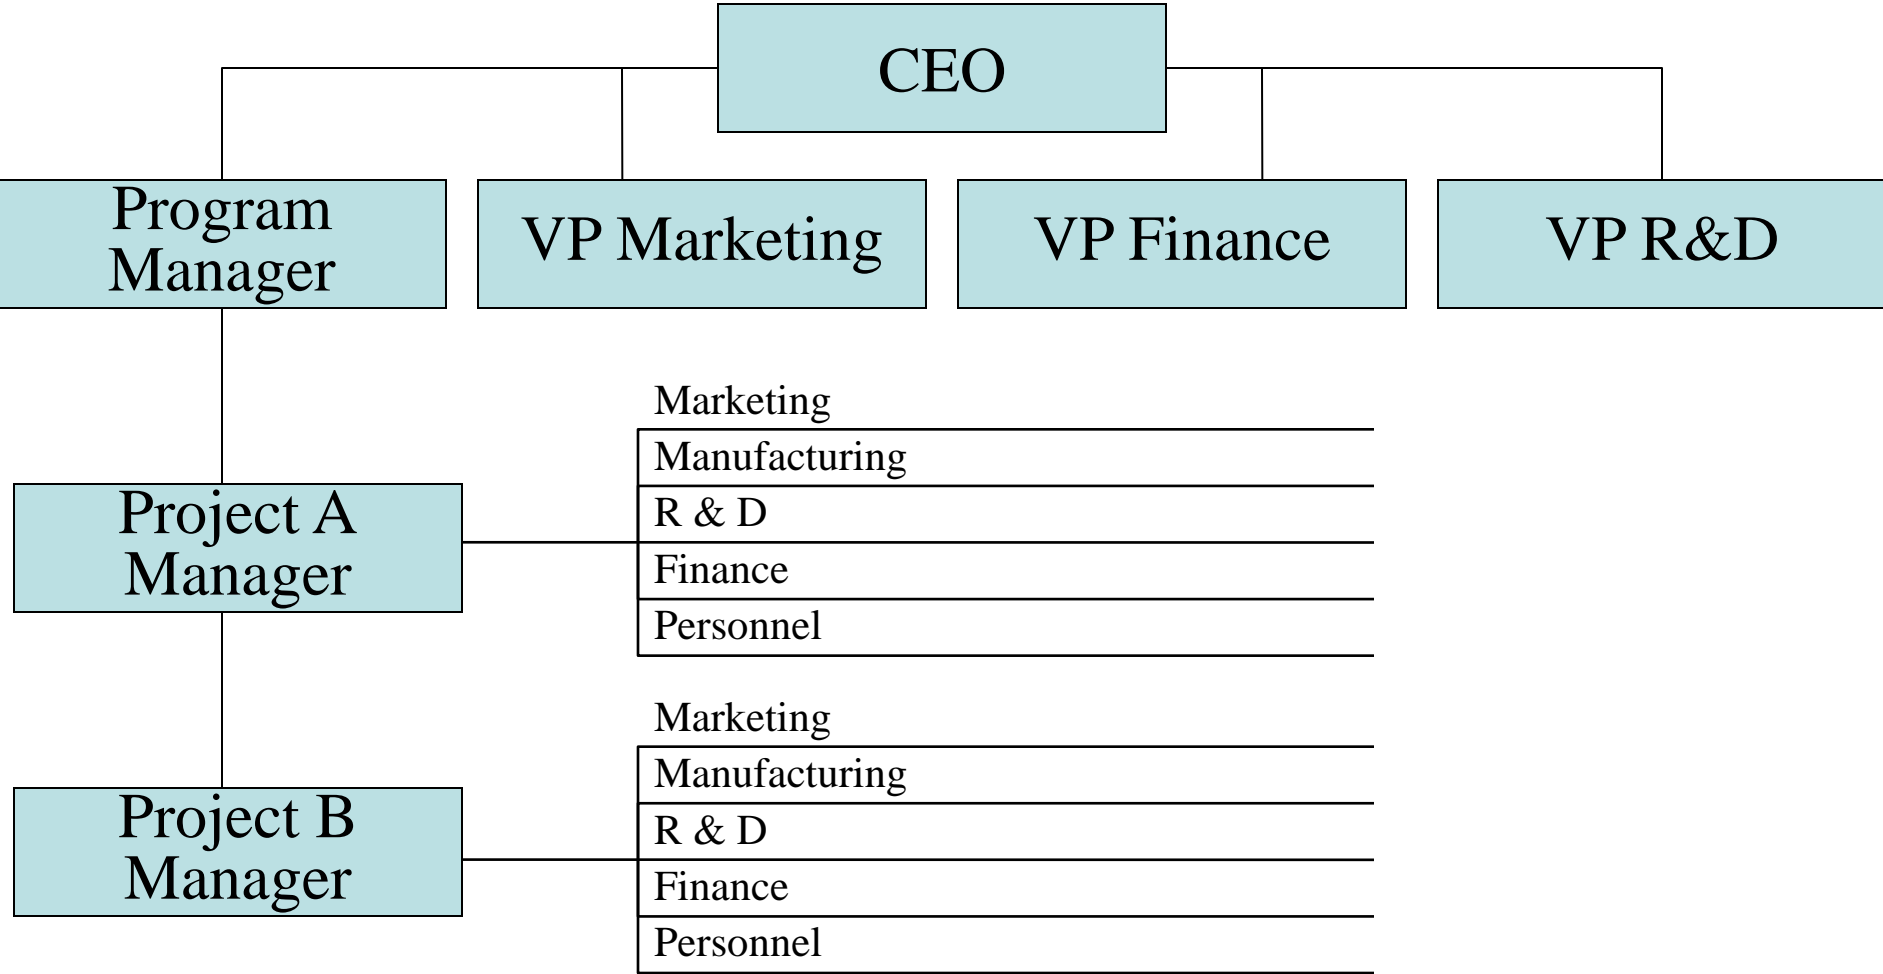 CEO
Program
Manager
VP Marketing
VP Finance
VP R&D
Project A
Manager
Marketing
Manufacturing
R & D
Finance
Personnel
Project B
Manager
Marketing
Manufacturing
R & D
Finance
Personnel